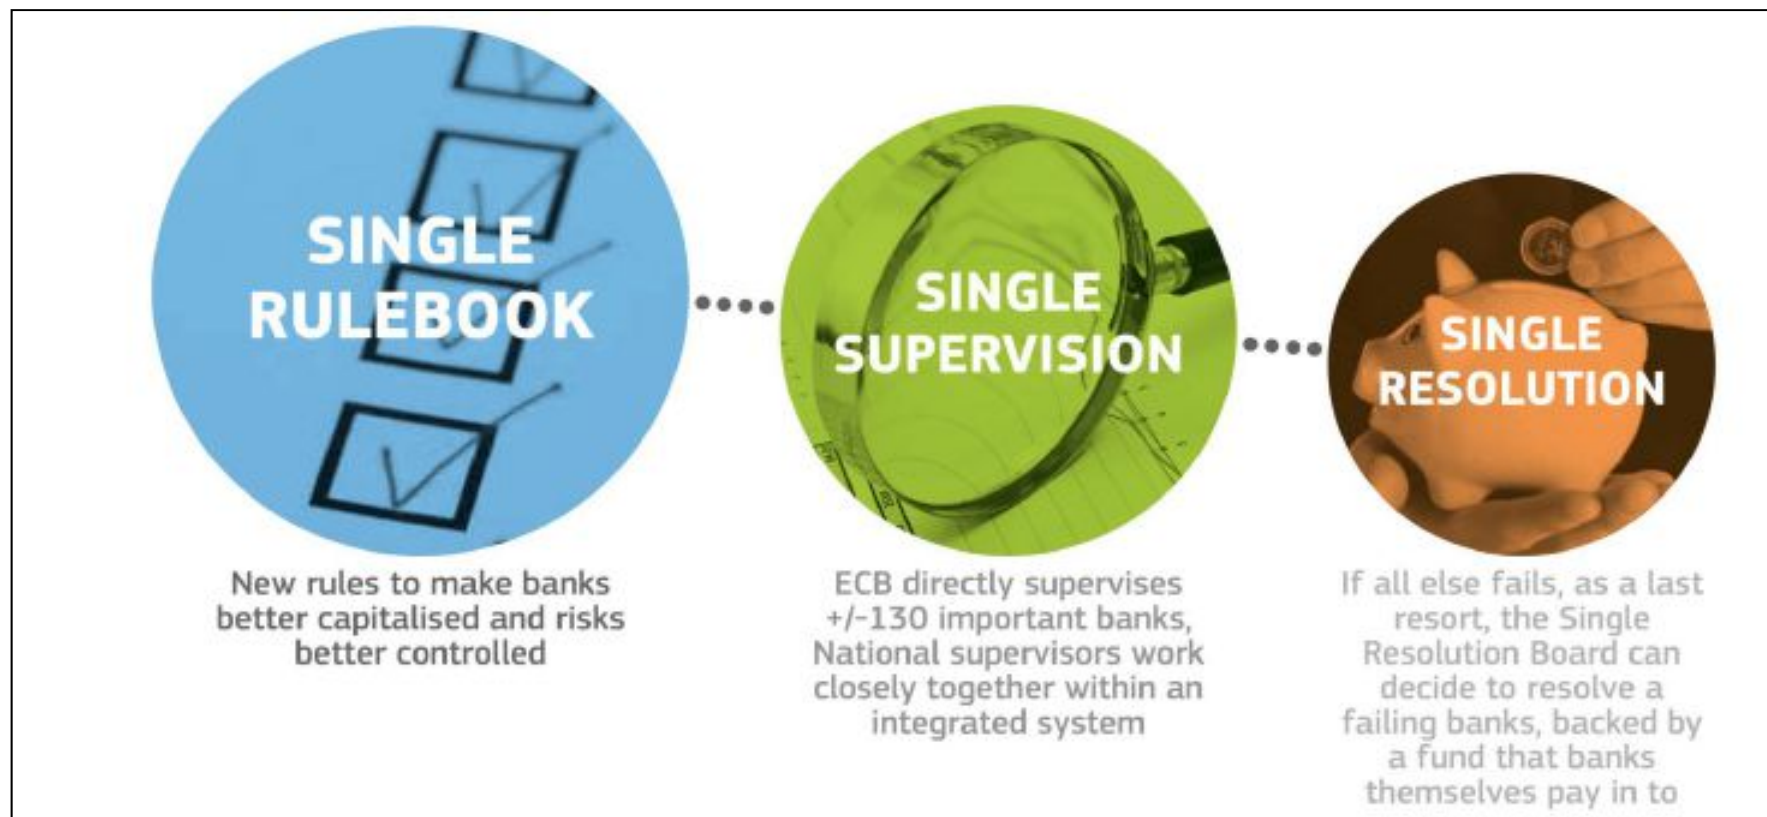 SINGLE
RULEBOOK
New rules to make banks
better capitalised and risks
better controlled
SINGLE
SUPERVISION
ECB directly supervises
+/-130 important banks,
National supervisors work
closely together within an
integrated system
SINGLE
RESOLUTION
If all else fails, as a last
resort, the Single
Resolution Board can
decide to resolve a
failing banks, backed by
a fund that banks
themselves pay in to